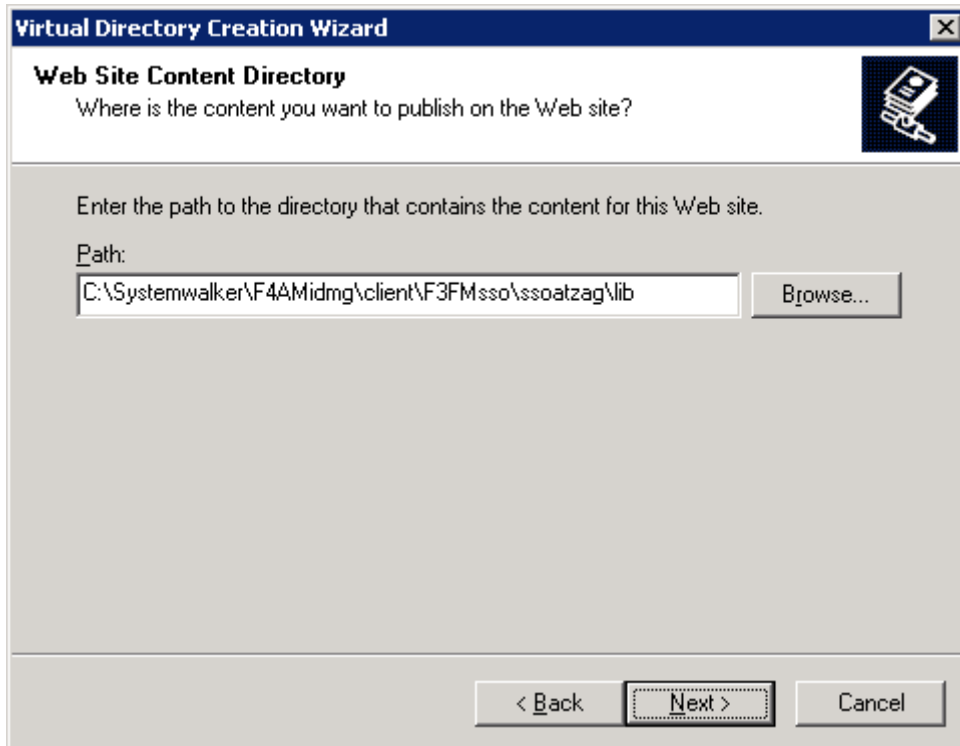 Virtual Directory Creation Wizard
Web Site Content Directory
Where is the content you want to publish on the Web site?
Enter the path to the directory that contains the content for this Web site.
Path:
C:\Systemwalker\F4AMidmg\client\F3FMsso\ssoatzag\lib
Browse...
< Back
Next >
Cancel